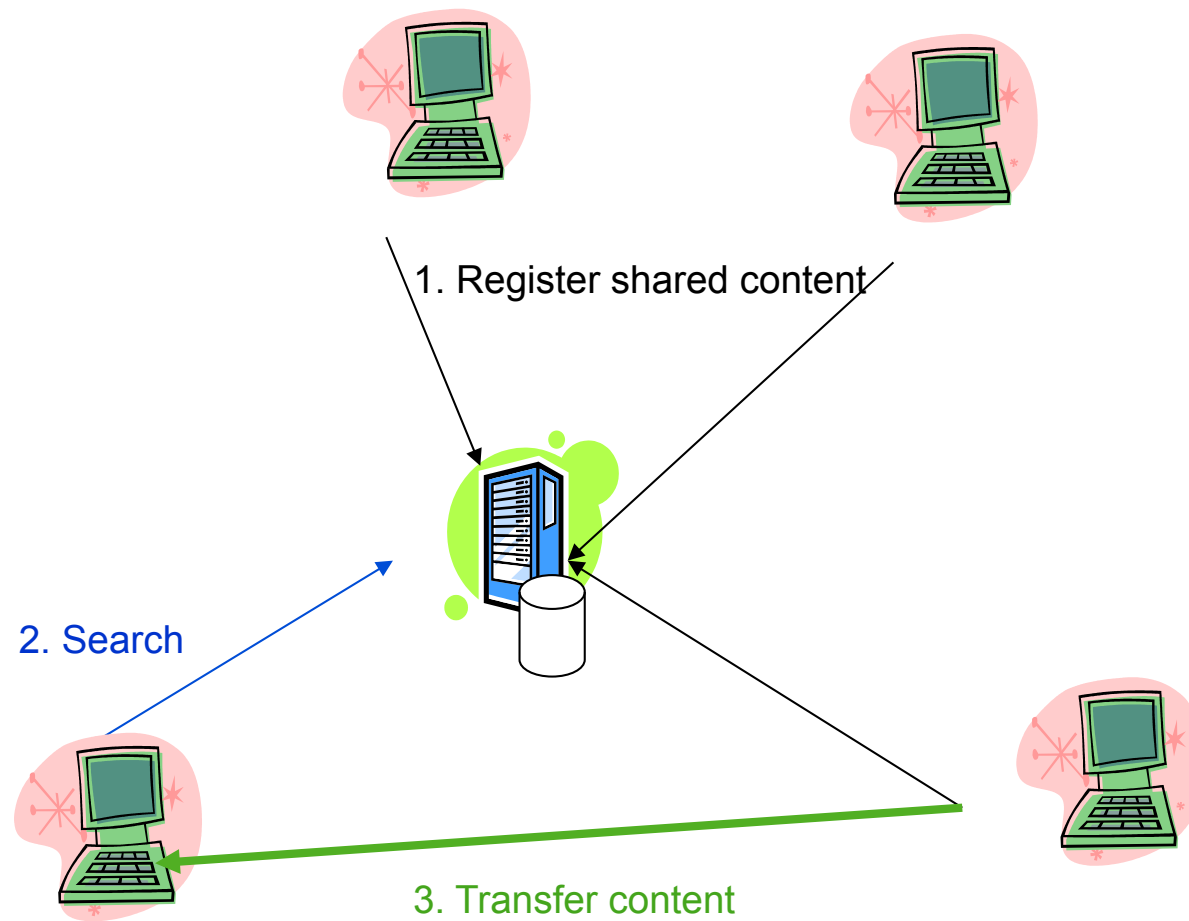 1. Register shared content
2. Search
3. Transfer content